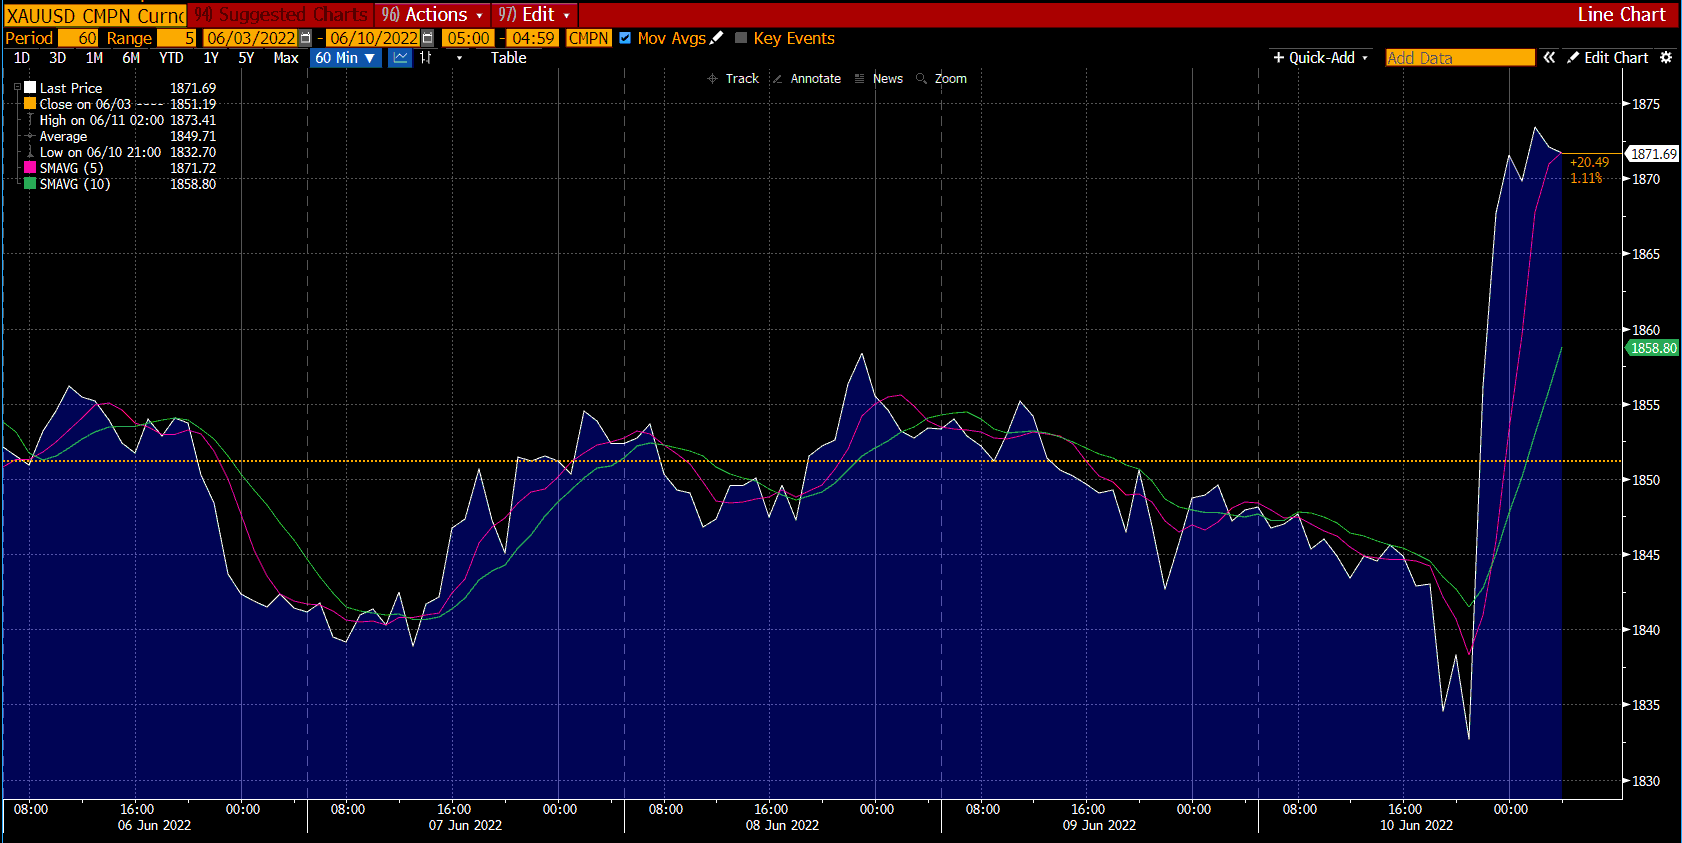 XAUUSD CMPN Curnc 94) Suggested Charts 96) Actions 97) Edit Line Chart
Period 60 Range 5 06/03/2022 - 06/10/2022 05:00 - 04:59 CMPN Mov Avgs Key Events
1D 3D 1M 6M YTD 1Y 5Y Max 60 Min ▼ Table + Quick-Add Add Data « Edit Chart
Track Annotate News Zoom
Last Price 1871.69
Close on 06/03 ---- 1851.19
High on 06/11 02:00 1873.41
Average 1849.71
Low on 06/10 21:00 1832.70
SMAVG (5) 1871.72
SMAVG (10) 1858.80
1875
1871.69
+20.49
1.11%
1870
1865
1860
1858.80
1855
1850
1845
1840
1835
1830
08:00 16:00 00:00 08:00 16:00 00:00 08:00 16:00 00:00 08:00 16:00 00:00 08:00 16:00 00:00
06 Jun 2022 07 Jun 2022 08 Jun 2022 09 Jun 2022 10 Jun 2022